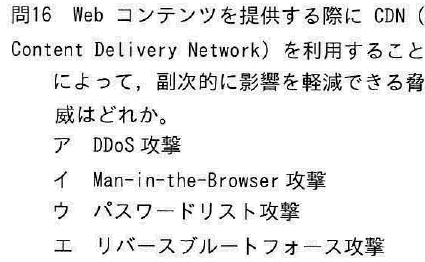 問16　Web コンテンツを提供する際に CDN (
Content Delivery Network) を利用すること
によって，副次的に影響を軽減できる脅
威はどれか。
ア　DDoS 攻撃
イ　Man-in-the-Browser 攻撃
ウ　パスワードリスト攻撃
エ　リバースブルートフォース攻撃